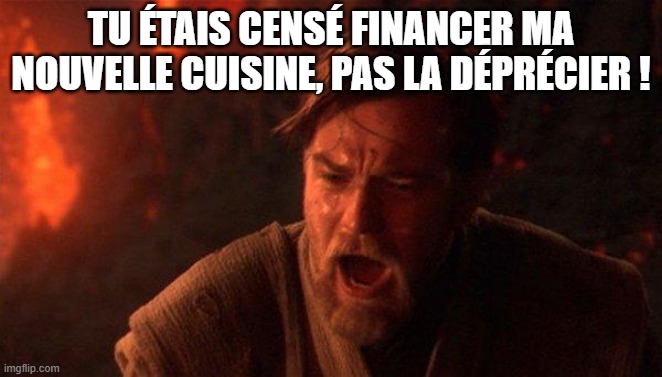 TU ÉTAIS CENSÉ FINANCER MA
NOUVELLE CUISINE, PAS LA DÉPRÉCIER !
imgflip.com